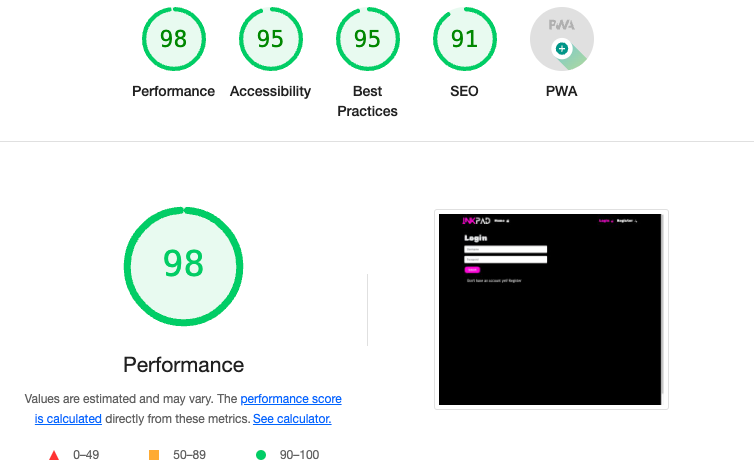 98
95
95
91
PWA
Performance
Accessibility
Best
Practices
SEO
PWA
98
Performance
Values are estimated and may vary. The performance score
is calculated directly from these metrics. See calculator.
0–49
50–89
90–100
INKPAD
Home
Login
Register
Login
Don't have an account yet? Register